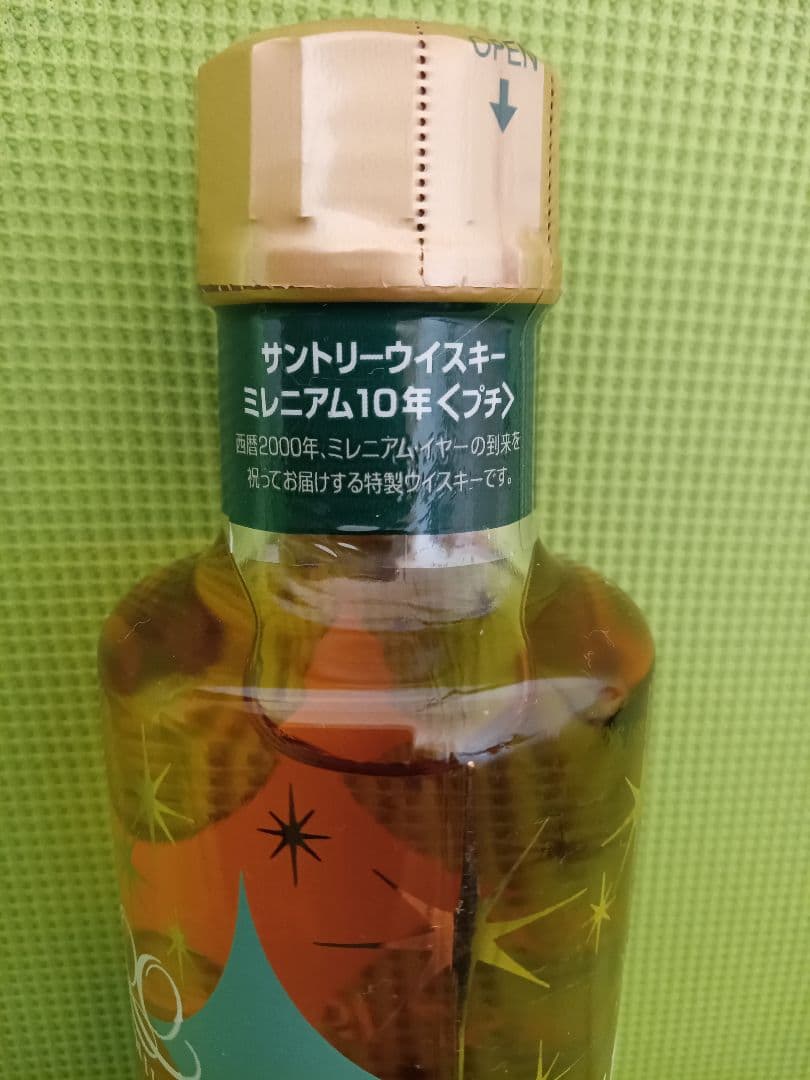 OPEN
サントリーウイスキー
ミレニアム10年〈プチ〉
西暦2000年、ミレニアム・イヤーの到来を
祝ってお届けする特製ウイスキーです。